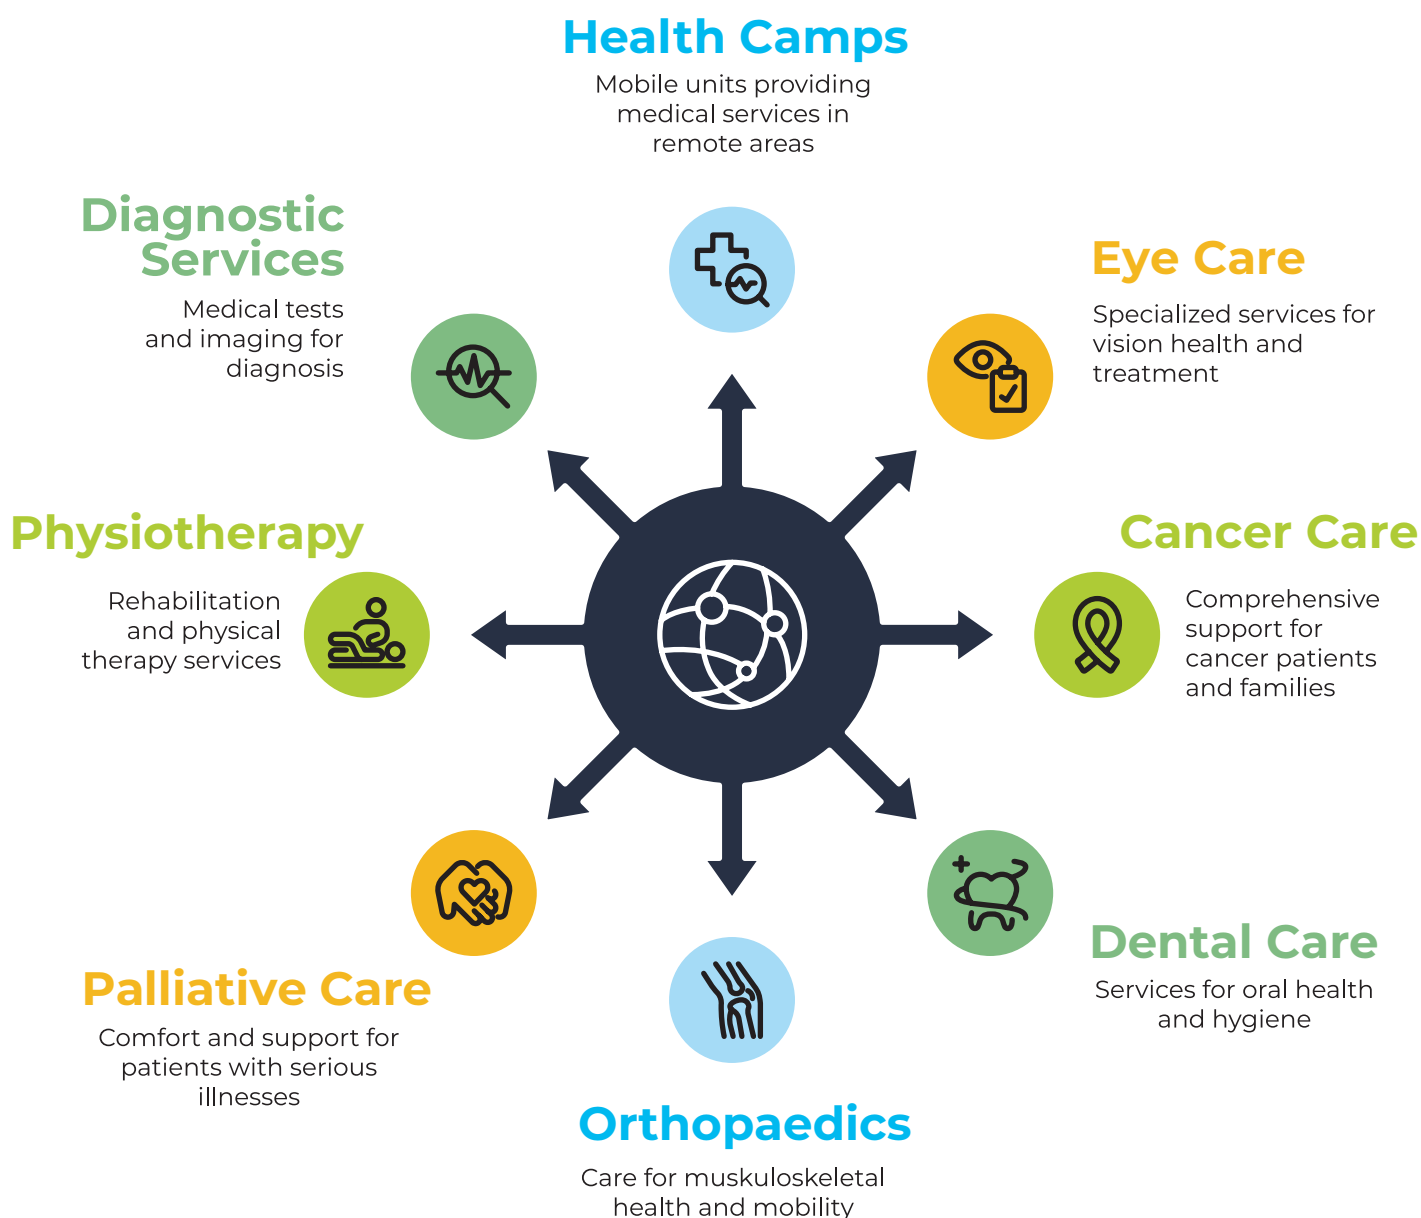 Health Camps
Mobile units providing
medical services in
remote areas
Diagnostic
Services
Medical tests
and imaging for
diagnosis
Eye Care
Specialized services for
vision health and
treatment
Physiotherapy
Rehabilitation
and physical
therapy services
Cancer Care
Comprehensive
support for
cancer patients
and families
Palliative Care
Comfort and support for
patients with serious
illnesses
Dental Care
Services for oral health
and hygiene
Orthopaedics
Care for muskuloskeletal
health and mobility